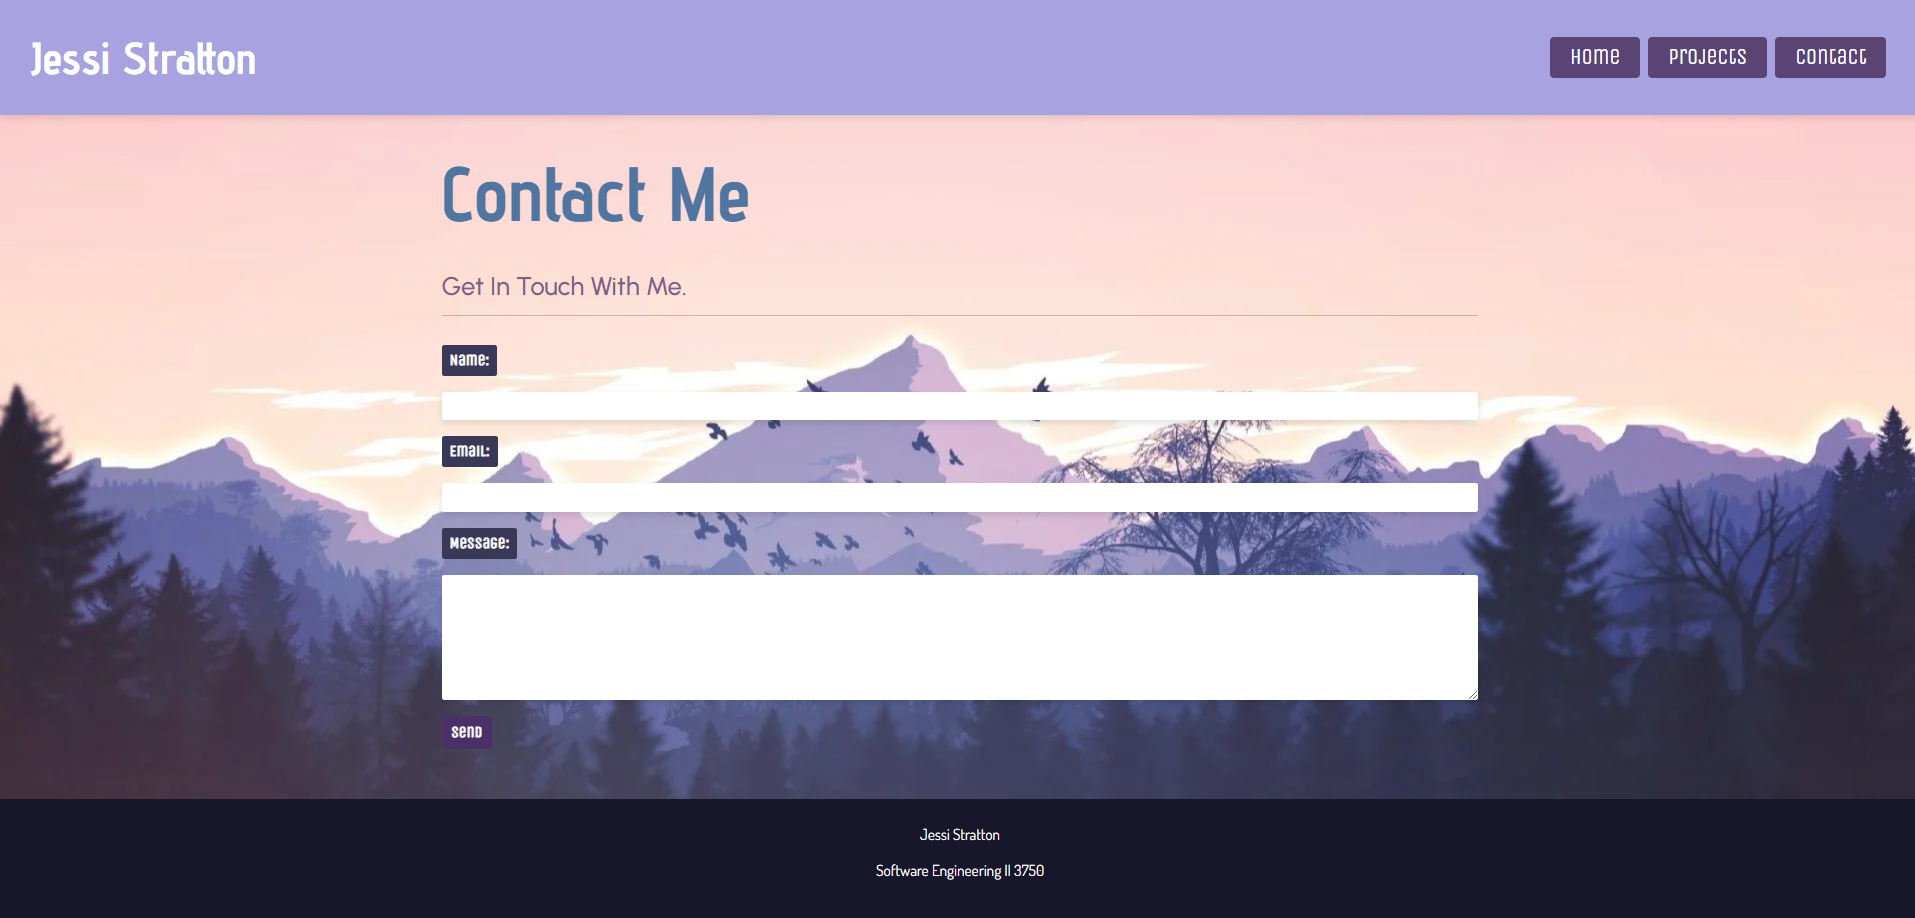 Jessi Stratton
Home
Projects
Contact
Contact Me
Get In Touch With Me.
Name:
Email:
Message:
Send
Jessi Stratton
Software Engineering II 3750